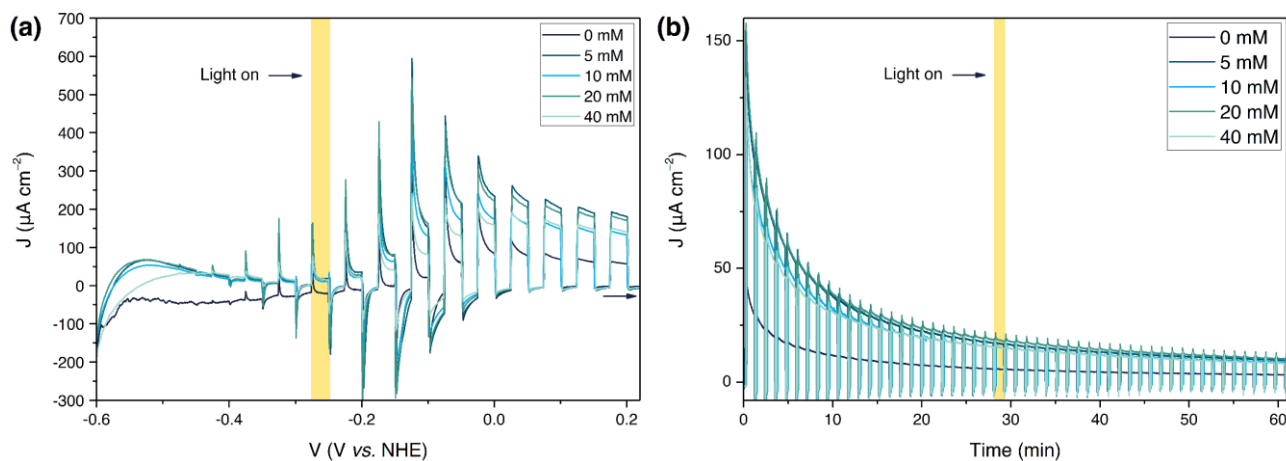 (a)
700
600
500
400
300
200
100
0
-100
-200
-300
J (µA cm⁻²)
Light on
0 mM
5 mM
10 mM
20 mM
40 mM
-0.6
-0.4
-0.2
0.0
0.2
V (V vs. NHE)
(b)
150
100
50
0
J (µA cm⁻²)
Light on
0 mM
5 mM
10 mM
20 mM
40 mM
0
10
20
30
40
50
60
Time (min)